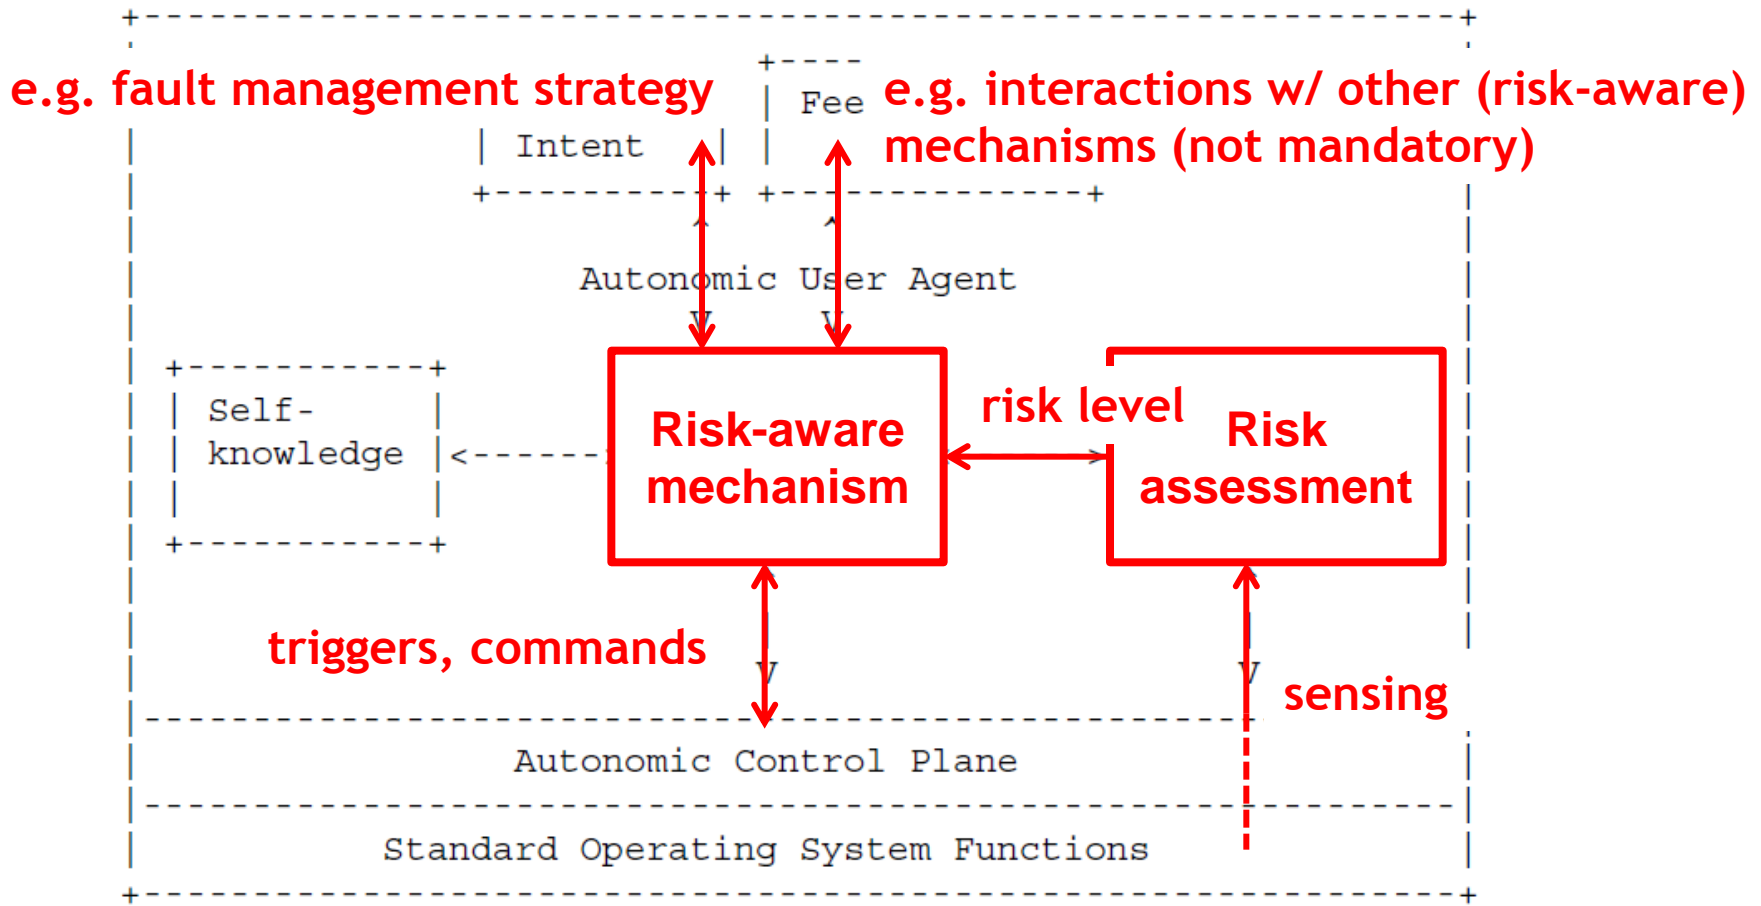 e.g. fault management strategy
e.g. interactions w/ other (risk-aware)
mechanisms (not mandatory)
Fee
Intent
Autonomic User Agent
Self-
knowledge
Risk-aware
mechanism
risk level
Risk
assessment
triggers, commands
sensing
Autonomic Control Plane
Standard Operating System Functions